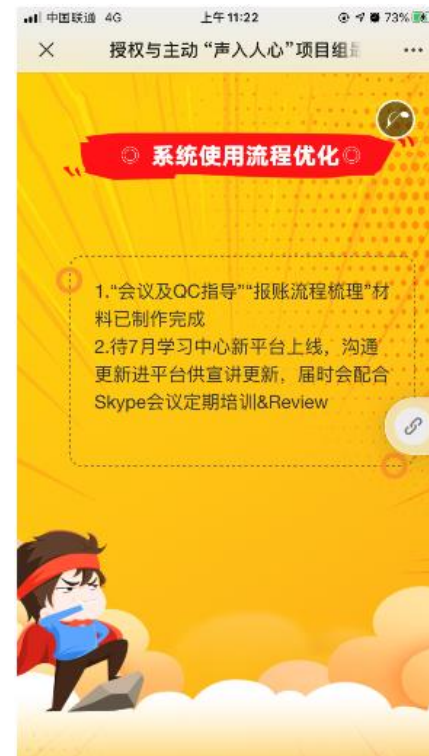 中国联通 4G 上午11:22 73%
授权与主动 “声入人心”项目组
系统使用流程优化
1.“会议及QC指导”“报账流程梳理”材
料已制作完成
2.待7月学习中心新平台上线，沟通
更新进平台供宣讲更新，届时会配合
Skype会议定期培训&Review